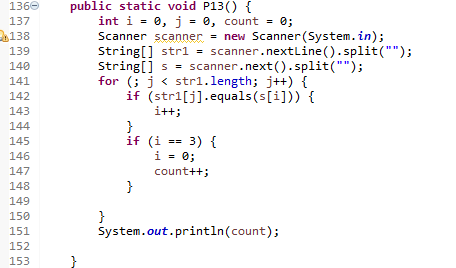 136 public static void P13() {
137 int i = 0, j = 0, count = 0;
138 Scanner scanner = new Scanner(System.in);
139 String[] str1 = scanner.nextLine().split("");
140 String[] s = scanner.next().split("");
141 for (; j < str1.length; j++) {
142 if (str1[j].equals(s[i])) {
143 i++;
144 }
145 if (i == 3) {
146 i = 0;
147 count++;
148 }
149
150 }
151 System.out.println(count);
152
153 }